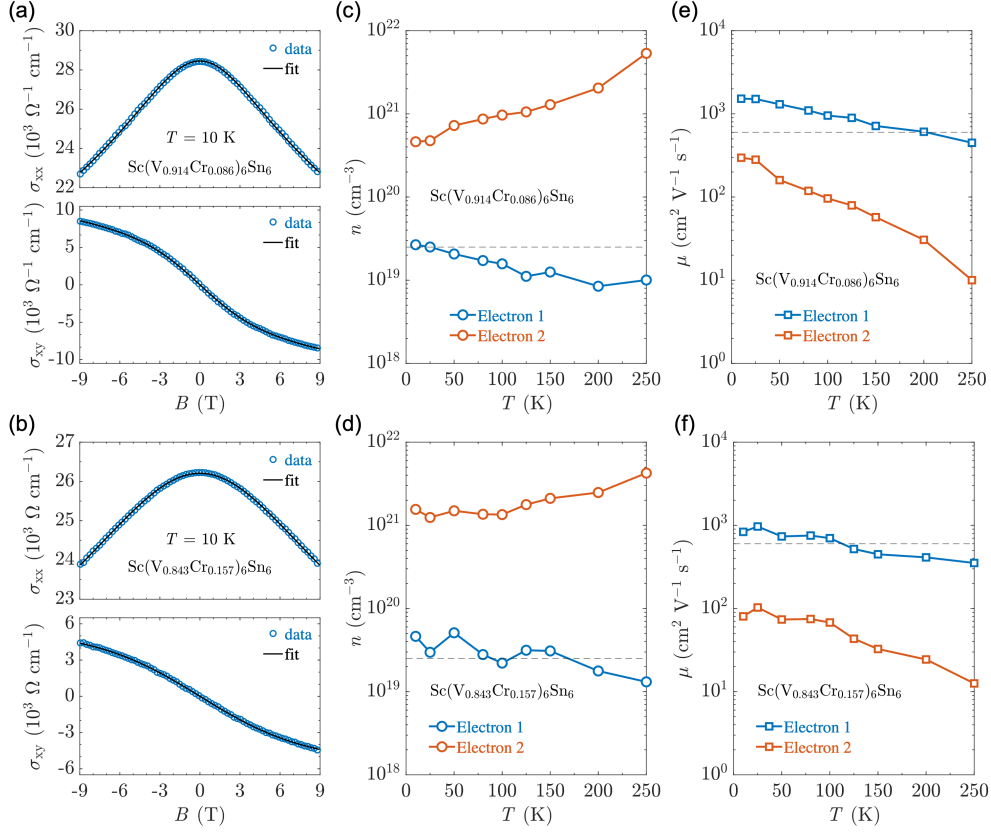 (a)
30
28
26
24
22
σxx (10³ Ω⁻¹ cm⁻¹)
data
fit
T = 10 K
Sc(V₀.₉₁₄Cr₀.₀₈₆)₆Sn₆
10
5
0
-5
-10
σxy (10³ Ω⁻¹ cm⁻¹)
data
fit
-9 -6 -3 0 3 6 9
B (T)
(c)
10²²
10²¹
10²⁰
10¹⁹
10¹⁸
n (cm⁻³)
Sc(V₀.₉₁₄Cr₀.₀₈₆)₆Sn₆
Electron 1
Electron 2
0 50 100 150 200 250
T (K)
(e)
10⁴
10³
10²
10¹
10⁰
μ (cm² V⁻¹ s⁻¹)
Sc(V₀.₉₁₄Cr₀.₀₈₆)₆Sn₆
Electron 1
Electron 2
0 50 100 150 200 250
T (K)
(b)
27
26
25
24
23
σxx (10³ Ω cm⁻¹)
data
fit
T = 10 K
Sc(V₀.₈₄₃Cr₀.₁₅₇)₆Sn₆
6
3
0
-3
-6
σxy (10³ Ω cm⁻¹)
data
fit
-9 -6 -3 0 3 6 9
B (T)
(d)
10²²
10²¹
10²⁰
10¹⁹
10¹⁸
n (cm⁻³)
Sc(V₀.₈₄₃Cr₀.₁₅₇)₆Sn₆
Electron 1
Electron 2
0 50 100 150 200 250
T (K)
(f)
10⁴
10³
10²
10¹
10⁰
μ (cm² V⁻¹ s⁻¹)
Sc(V₀.₈₄₃Cr₀.₁₅₇)₆Sn₆
Electron 1
Electron 2
0 50 100 150 200 250
T (K)